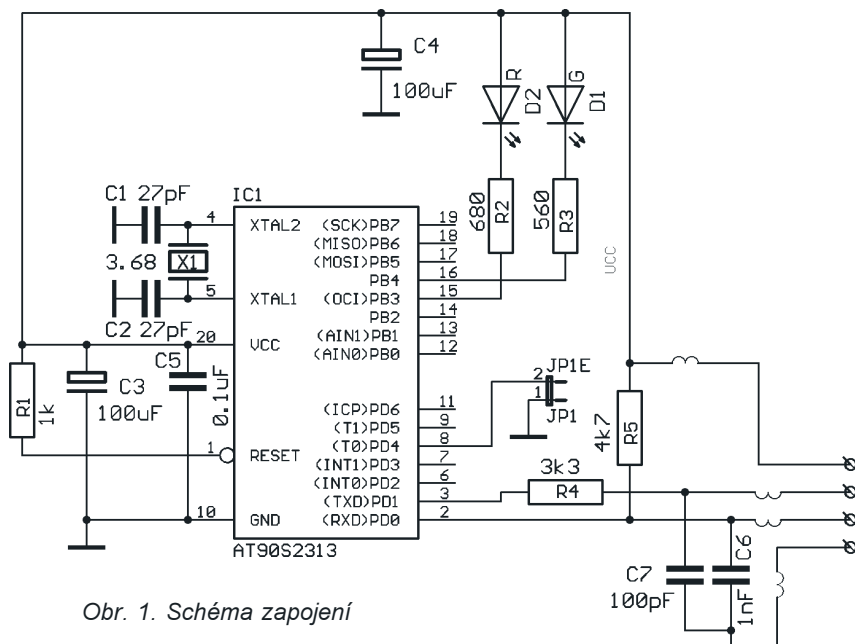 C4
100uF
R
D2
G
D1
C1 27pF
IC1
680
R2
560
R3
4
XTAL2
(SCK)PB7
19
(MISO)PB6
18
3.68
X1
(MOSI)PB5
17
PB4
16
UCC
5
XTAL1
(OCI)PB3
15
PB2
14
C2 27pF
(AIN1)PB1
13
20
VCC
(AIN0)PB0
12
C5
0.1uF
C3
100uF
R1
1k
JP1E
2
1
JP1
(ICP)PD6
11
(T1)PD5
9
(T0)PD4
8
4k7
R5
1
RESET
(INT1)PD3
7
(INT0)PD2
6
3k3
R4
(TXD)PD1
3
10
GND
(RXD)PD0
2
AT90S2313
C7
100pF
C6
1nF
Obr. 1. Schéma zapojení